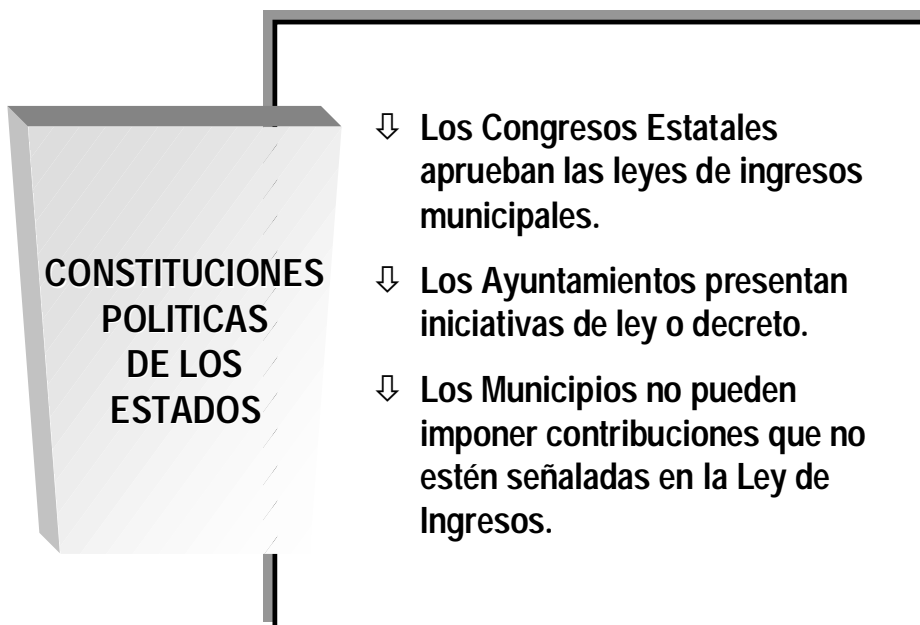 CONSTITUCIONES
POLITICAS
DE LOS
ESTADOS
⇩ Los Congresos Estatales
aprueban las leyes de ingresos
municipales.
⇩ Los Ayuntamientos presentan
iniciativas de ley o decreto.
⇩ Los Municipios no pueden
imponer contribuciones que no
estén señaladas en la Ley de
Ingresos.